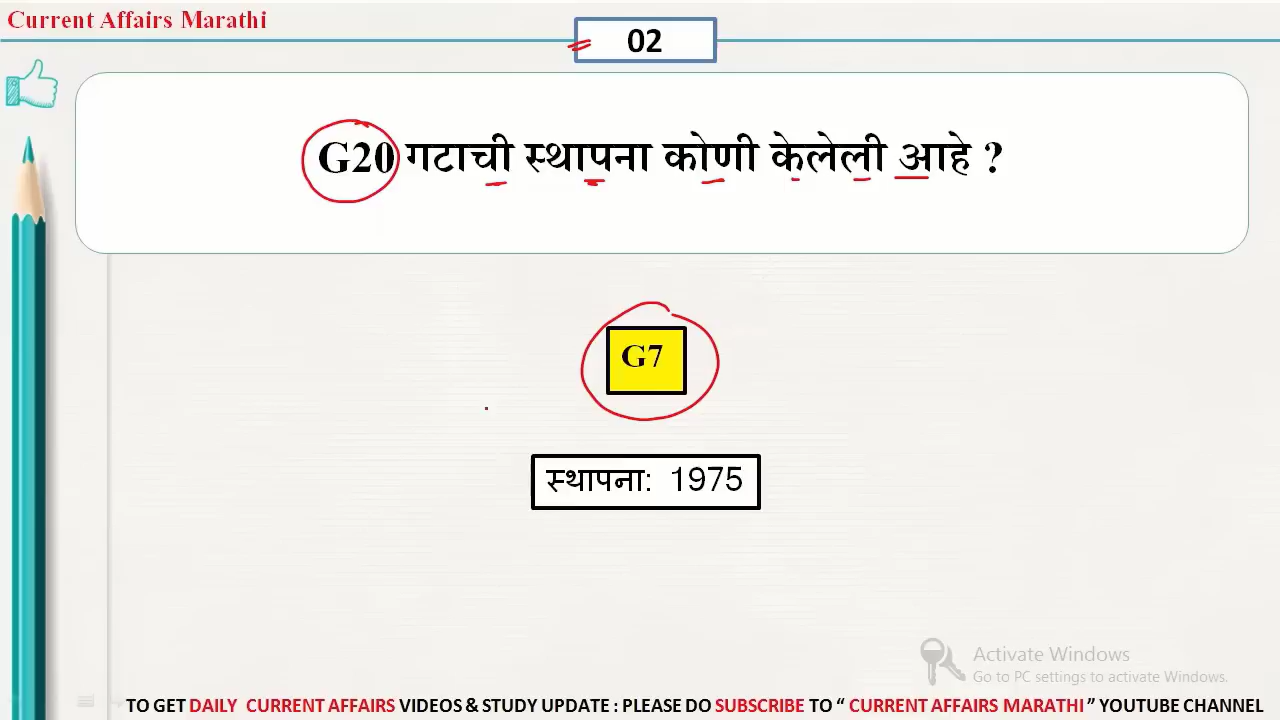 Current Affairs Marathi
02
G20 गटाची स्थापना कोणी केलेली आहे ?
G7
स्थापना: 1975
Activate Windows
Go to PC settings to activate Windows.
TO GET DAILY CURRENT AFFAIRS VIDEOS & STUDY UPDATE : PLEASE DO SUBSCRIBE TO “ CURRENT AFFAIRS MARATHI ” YOUTUBE CHANNEL